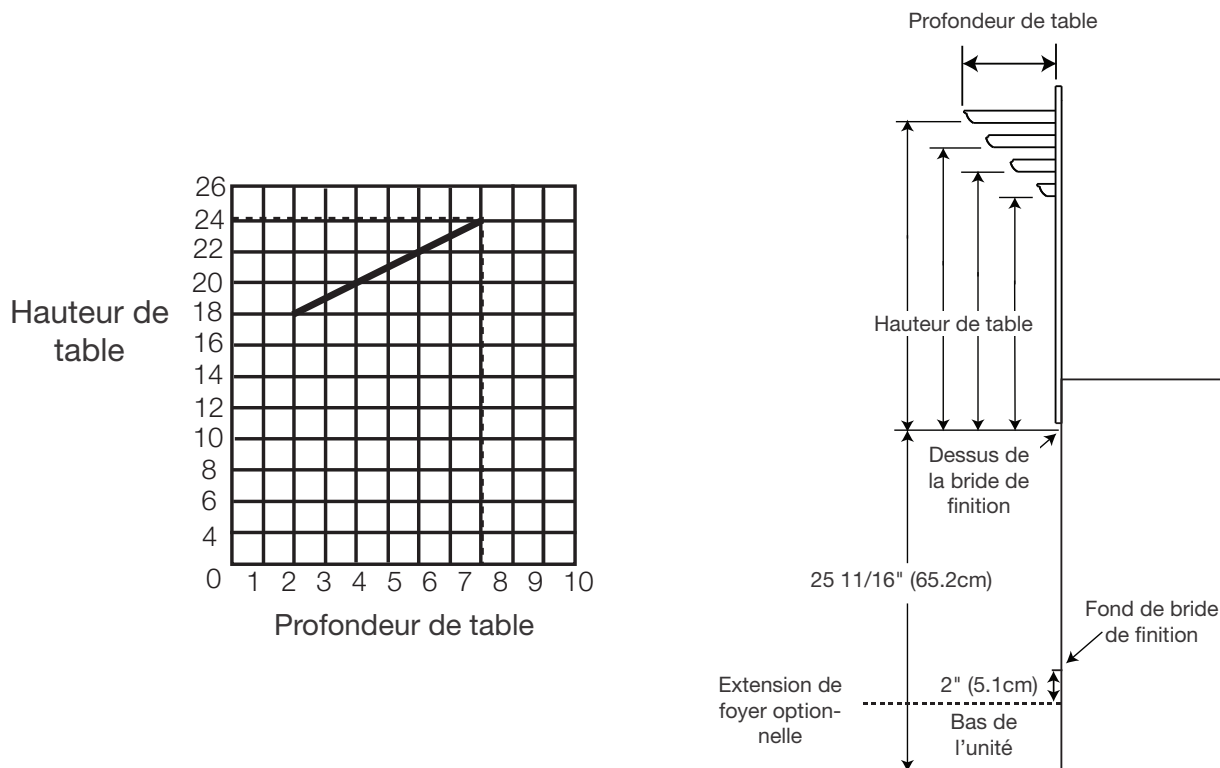 26
24
22
20
18
16
14
12
10
8
6
4
0
1 2 3 4 5 6 7 8 9 10
Hauteur de
table
Profondeur de table
Profondeur de table
Hauteur de table
Dessus de
la bride de
finition
25 11/16" (65.2cm)
Fond de bride
de finition
2" (5.1cm)
Extension de
foyer option-
nelle
Bas de
l'unité